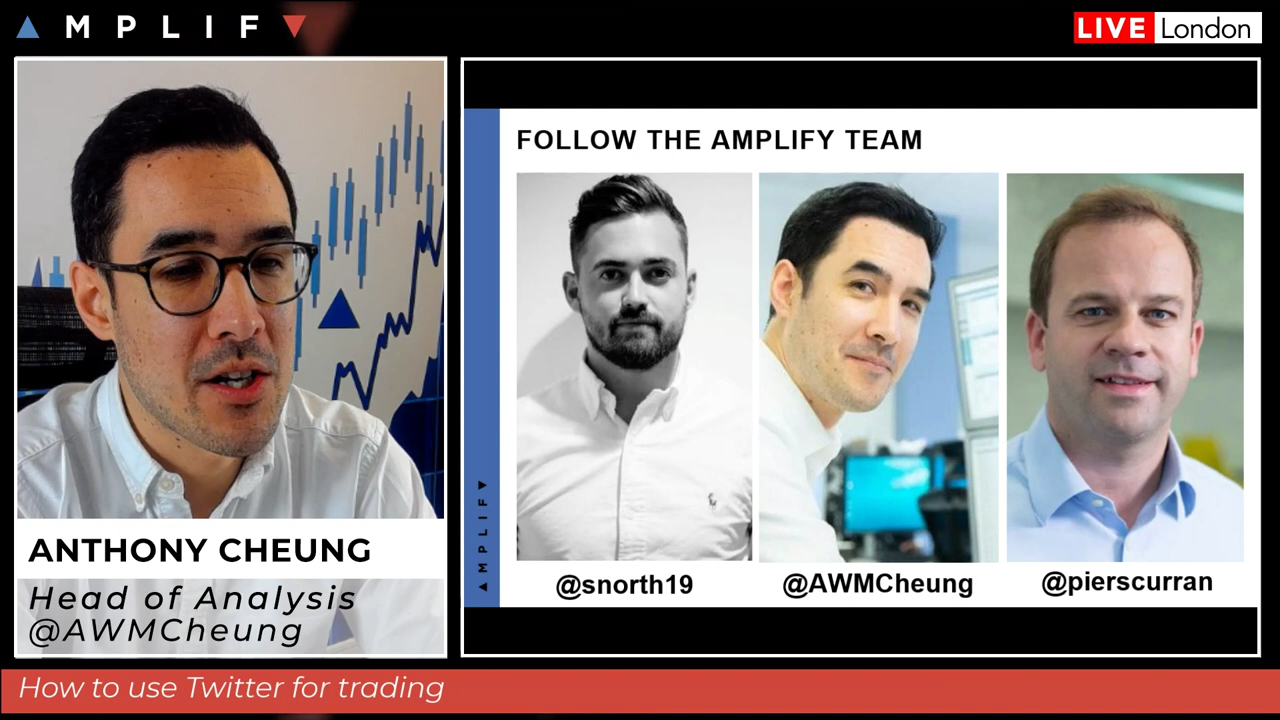 AMPLIFY
LIVE London
ANTHONY CHEUNG
Head of Analysis
@AWMCheung
FOLLOW THE AMPLIFY TEAM
AMPLIFY
@snorth19
@AWMCheung
@pierscurran
How to use Twitter for trading